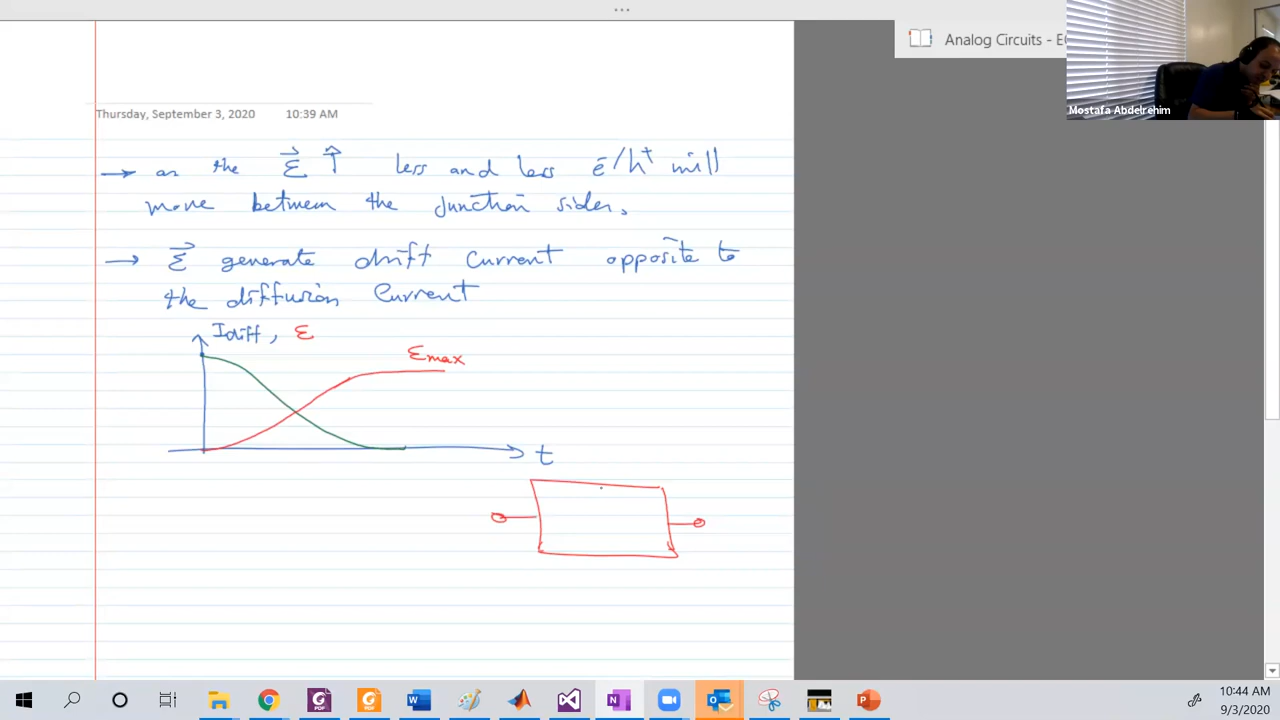 Analog Circuits - E
Mostafa Abdelrehim
Thursday, September 3, 2020 10:39 AM
→ as the ℰ⃗ ↑ less and less e⁻/h⁺ will
move between the junction sides.
→ ℰ⃗ generate drift current opposite to
the diffusion Current
Idiff, ℰ
ℰmax
t
10:44 AM
9/3/2020